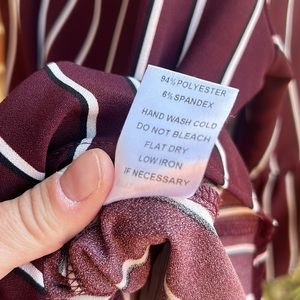 94% POLYESTER
6% SPANDEX
HAND WASH COLD
DO NOT BLEACH
FLAT DRY
LOW IRON
IF NECESSARY